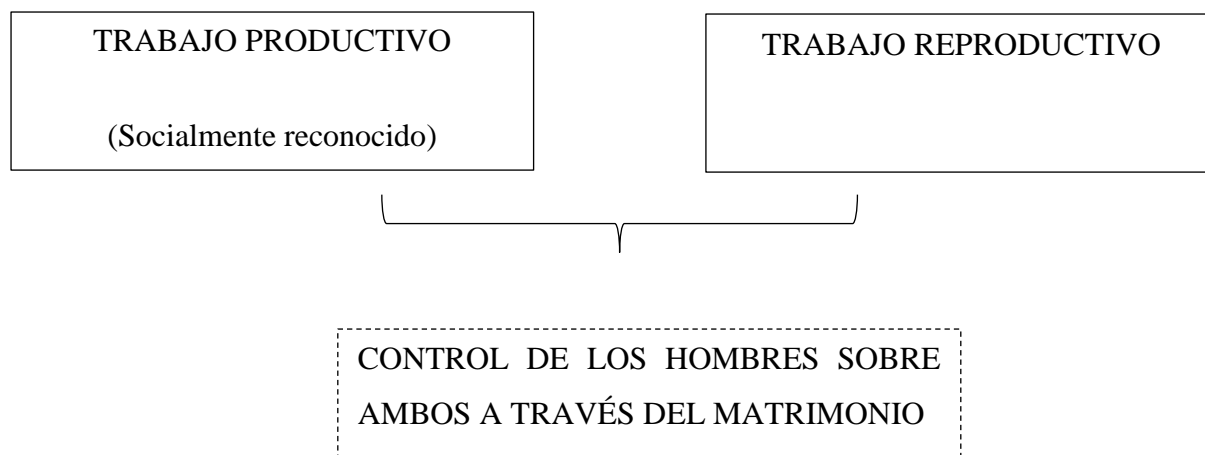 TRABAJO PRODUCTIVO
(Socialmente reconocido)
TRABAJO REPRODUCTIVO
CONTROL DE LOS HOMBRES SOBRE
AMBOS A TRAVÉS DEL MATRIMONIO